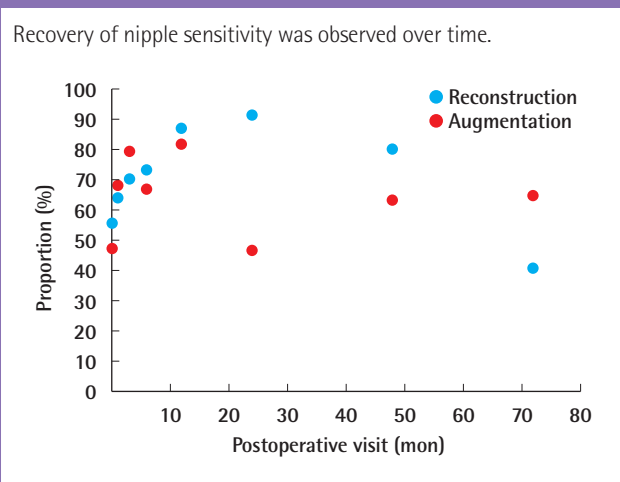 Recovery of nipple sensitivity was observed over time.
100
90
80
70
60
50
40
30
20
10
0
Proportion (%)
Reconstruction
Augmentation
10 20 30 40 50 60 70 80
Postoperative visit (mon)